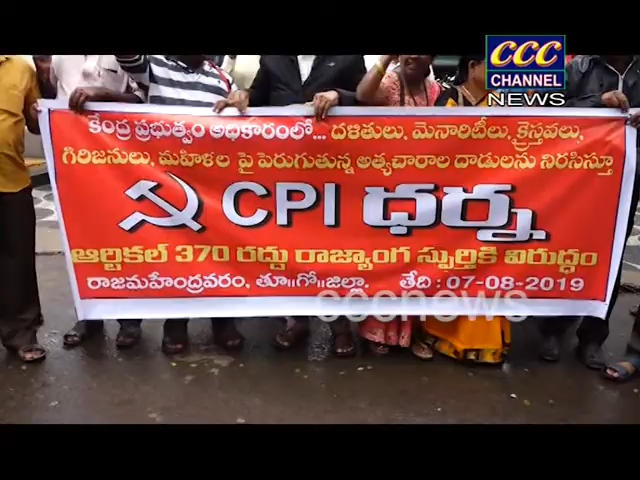 CCC
CHANNEL
NEWS
కేంద్ర ప్రభుత్వం అధికారంలో... దళితులు, మెనారిటీలు, క్రైస్తవులు,
గిరిజనులు, మహిళల పై పెరుగుతున్న అత్యాచారాల దాడులను నిరసిస్తూ
CPI ధర్నా
ఆర్టికల్ 370 రద్దు రాజ్యాంగ స్ఫూర్తికి విరుద్ధం
రాజమహేంద్రవరం, తూ॥గో॥జిల్లా. తేది : 07-08-2019
cccnews